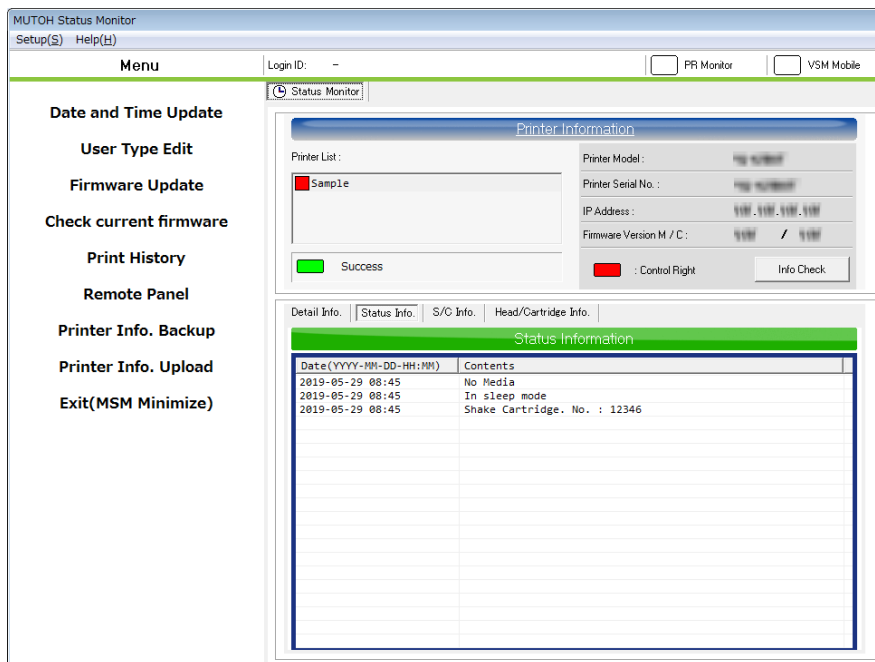 MUTOH Status Monitor
Setup(S) Help(H)
Menu
Login ID: –
PR Monitor
VSM Mobile
Status Monitor
Date and Time Update
User Type Edit
Firmware Update
Check current firmware
Print History
Remote Panel
Printer Info. Backup
Printer Info. Upload
Exit(MSM Minimize)
Printer Information
Printer List :
Sample
Success
Printer Model :
Printer Serial No. :
IP Address :
Firmware Version M / C : /
: Control Right
Info Check
Detail Info. Status Info. S/C Info. Head/Cartridge Info.
Status Information
Date(YYYY-MM-DD-HH:MM) Contents
2019-05-29 08:45 No Media
2019-05-29 08:45 In sleep mode
2019-05-29 08:45 Shake Cartridge. No. : 12346